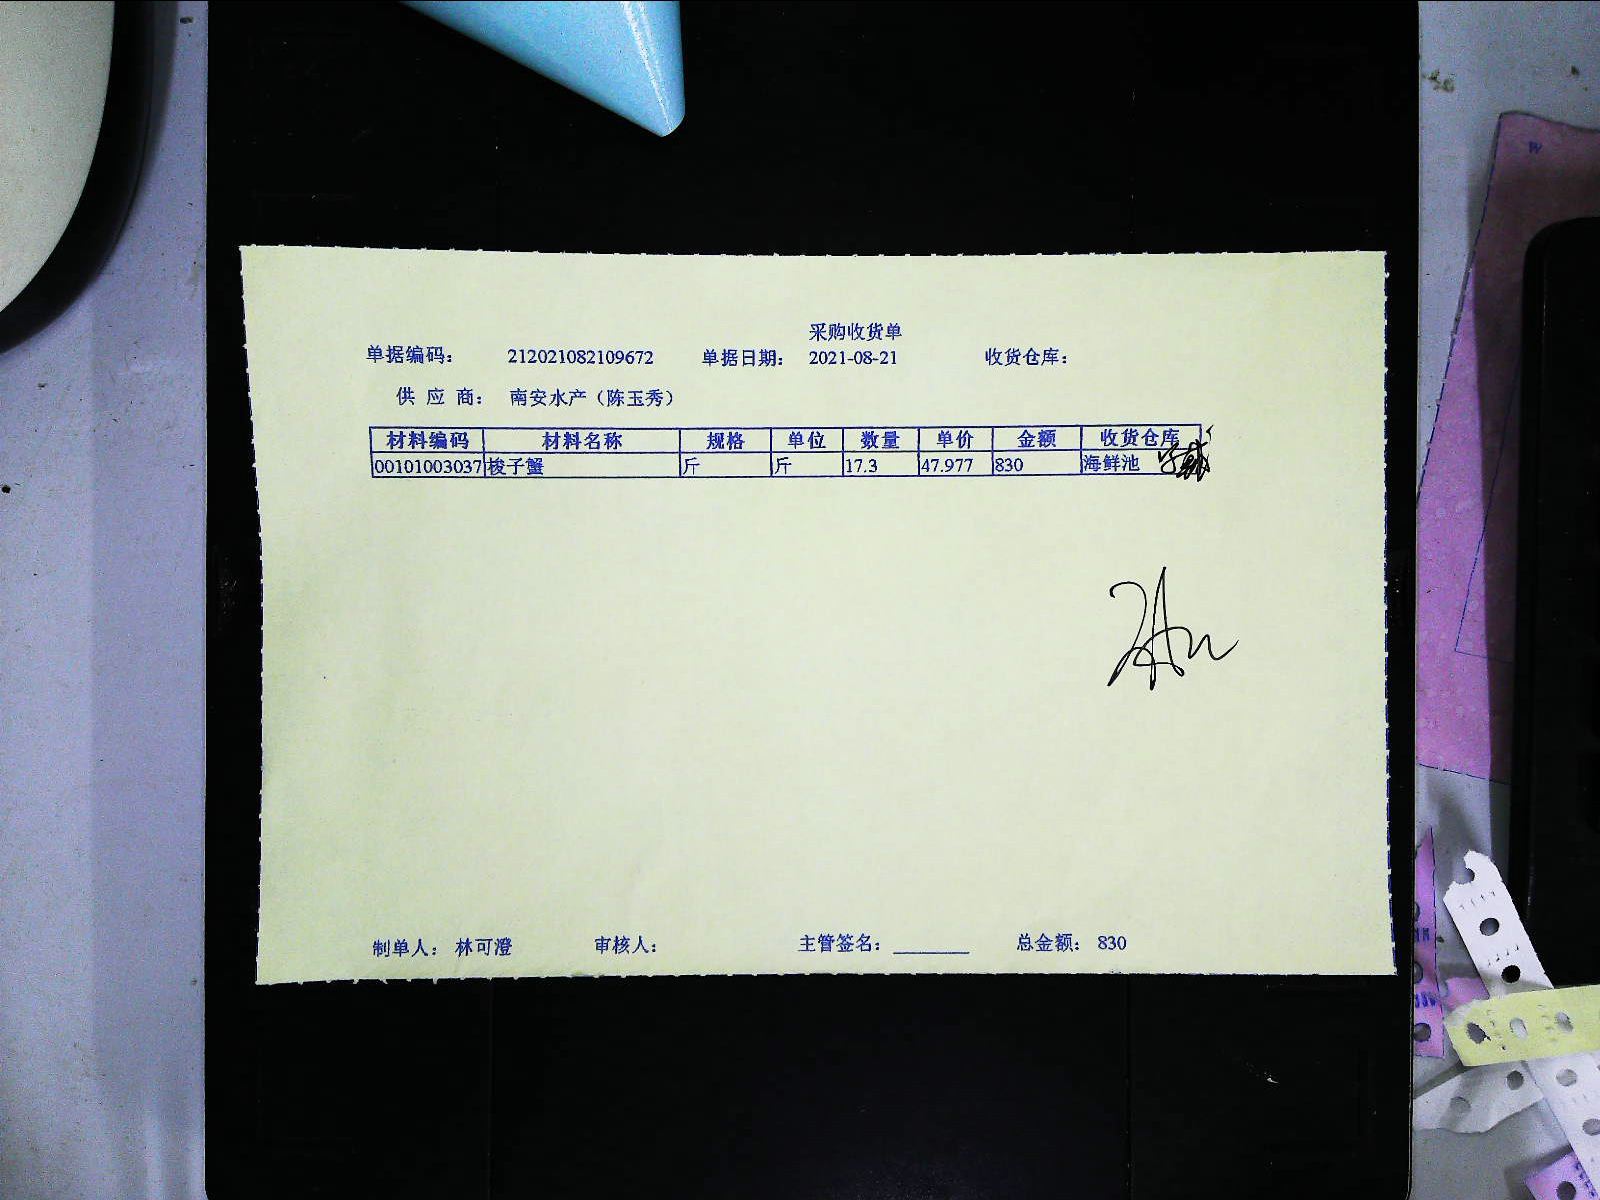 采购收货单
单据编码： 212021082109672 单据日期： 2021-08-21 收货仓库：
供 应 商： 南安水产（陈玉秀）
材料编码 材料名称 规格 单位 数量 单价 金额 收货仓库
00101003037 梭子蟹 斤 斤 17.3 47.977 830 海鲜池
制单人： 林可澄 审核人： 主管签名： ________ 总金额： 830